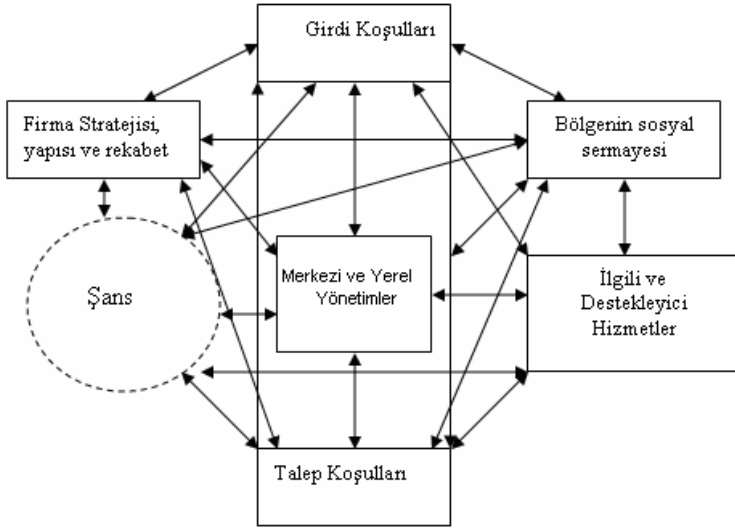 Girdi Koşulları
Firma Stratejisi,
yapısı ve rekabet
Bölgenin sosyal
sermayesi
Şans
Merkezi ve Yerel
Yönetimler
İlgili ve
Destekleyici
Hizmetler
Talep Koşulları